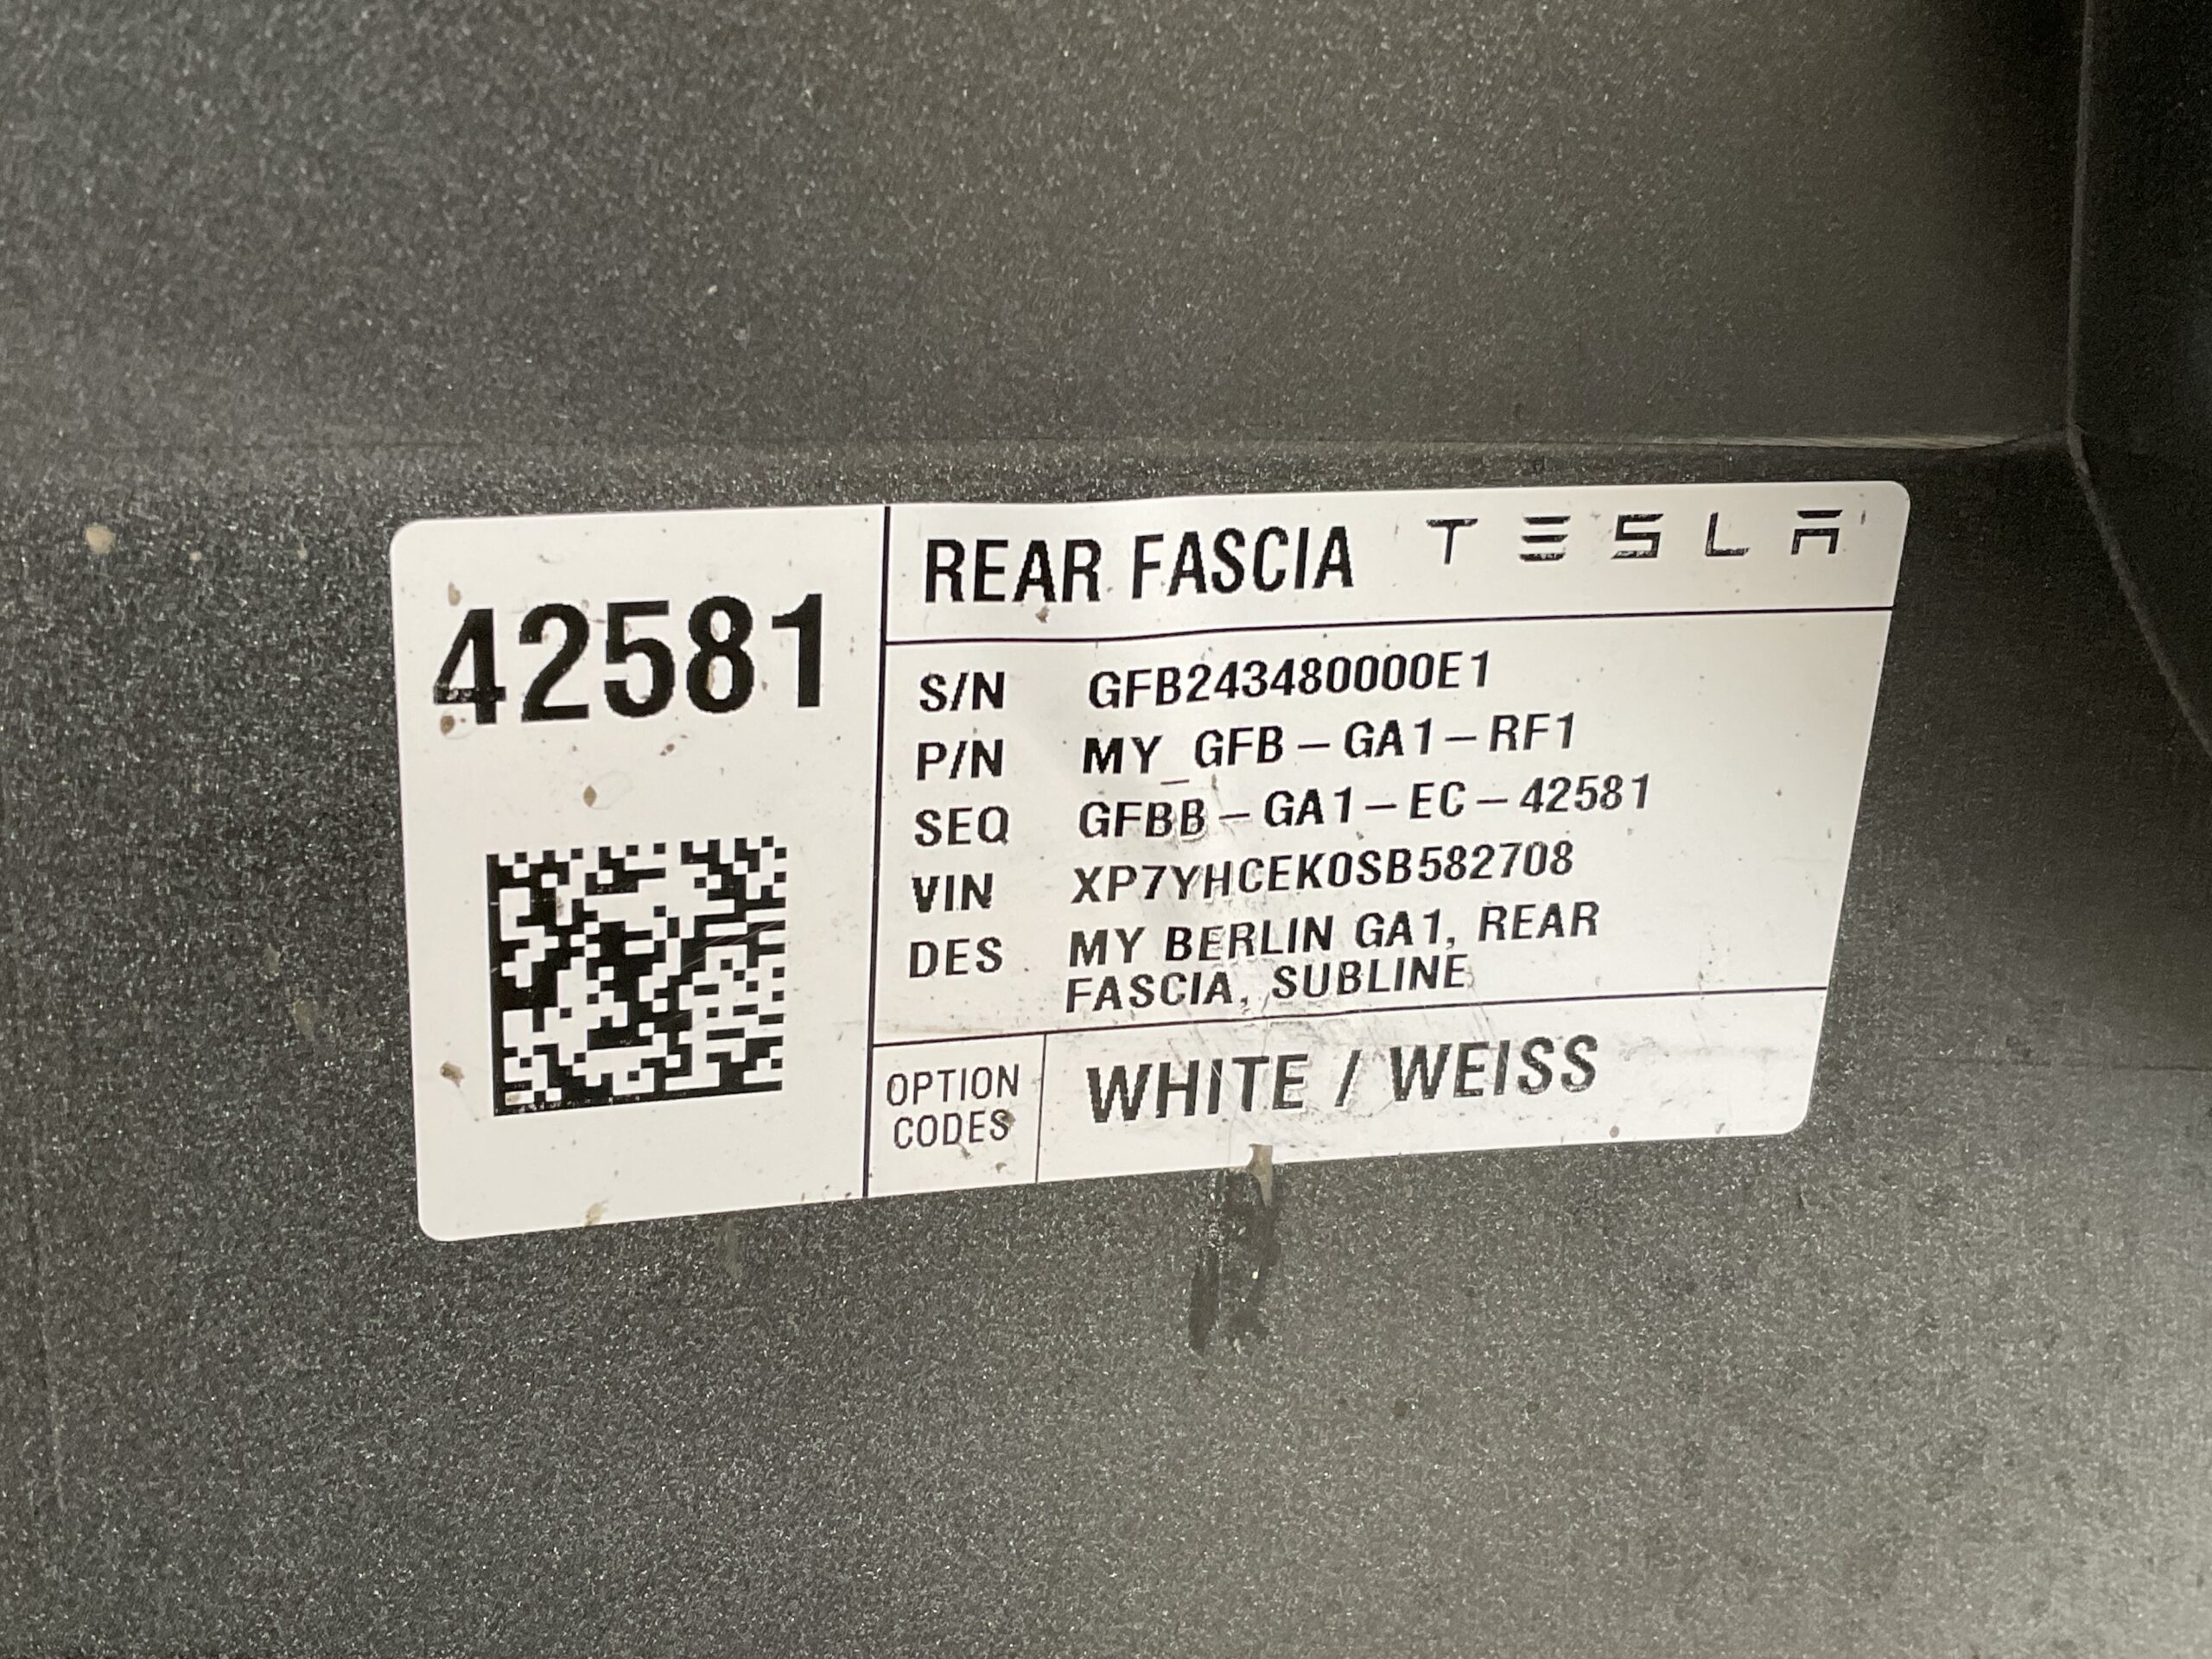 42581
REAR FASCIA TESLA
S/N GFB243480000E1
P/N MY_GFB-GA1-RF1
SEQ GFBB-GA1-EC-42581
VIN XP7YHCEK0SB582708
DES MY BERLIN GA1, REAR
FASCIA, SUBLINE
OPTION
CODES
WHITE / WEISS